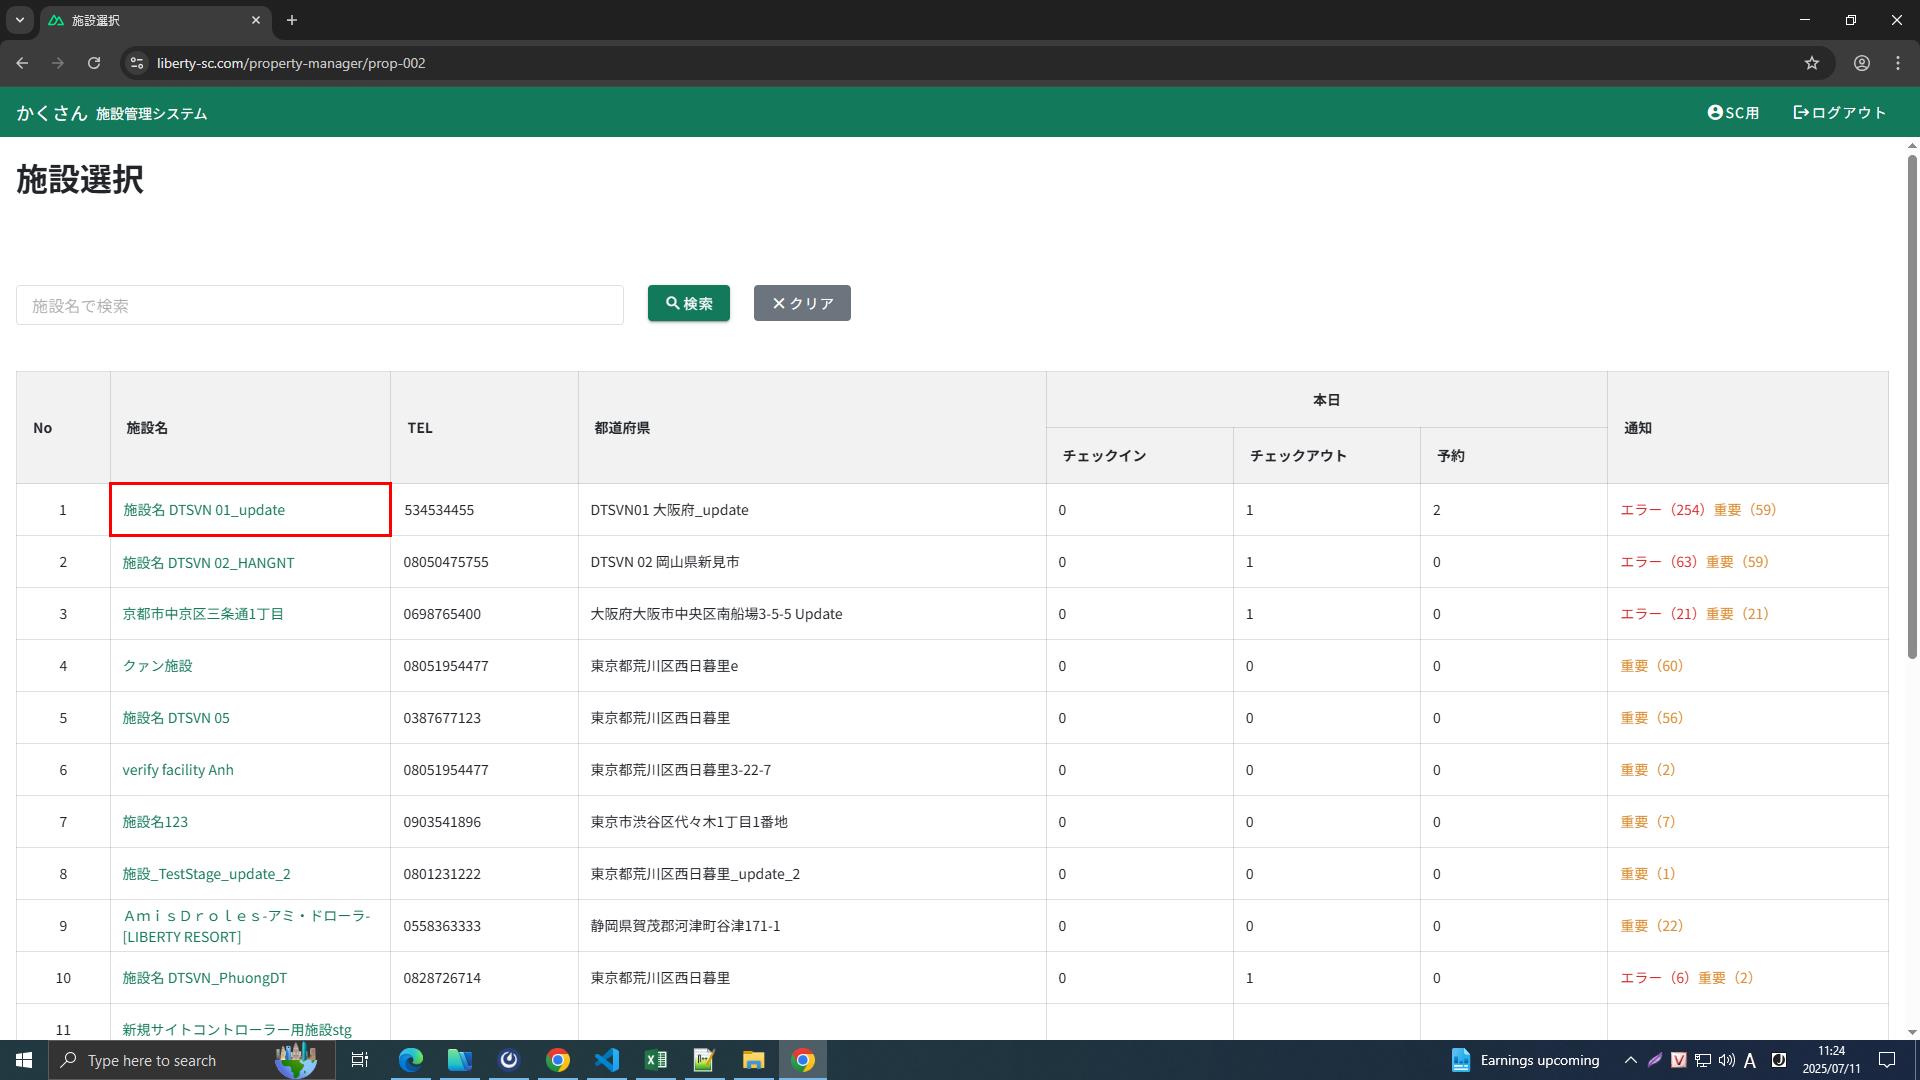 施設選択
liberty-sc.com/property-manager/prop-002
かくさん 施設管理システム
SC用
ログアウト
施設選択
施設名で検索
検索
クリア
No 施設名 TEL 都道府県 本日 通知
チェックイン チェックアウト 予約
1 施設名 DTSVN 01_update 534534455 DTSVN01 大阪府_update 0 1 2 エラー（254）重要（59）
2 施設名 DTSVN 02_HANGNT 08050475755 DTSVN 02 岡山県新見市 0 1 0 エラー（63）重要（59）
3 京都市中京区三条通1丁目 0698765400 大阪府大阪市中央区南船場3-5-5 Update 0 1 0 エラー（21）重要（21）
4 クァン施設 08051954477 東京都荒川区西日暮里e 0 0 0 重要（60）
5 施設名 DTSVN 05 0387677123 東京都荒川区西日暮里 0 0 0 重要（56）
6 verify facility Anh 08051954477 東京都荒川区西日暮里3-22-7 0 0 0 重要（2）
7 施設名123 0903541896 東京市渋谷区代々木1丁目1番地 0 0 0 重要（7）
8 施設_TestStage_update_2 0801231222 東京都荒川区西日暮里_update_2 0 0 0 重要（1）
9 ＡｍｉｓＤｒｏｌｅｓ-アミ・ドローラ- 0558363333 静岡県賀茂郡河津町谷津171-1 0 0 0 重要（22）
[LIBERTY RESORT]
10 施設名 DTSVN_PhuongDT 0828726714 東京都荒川区西日暮里 0 1 0 エラー（6）重要（2）
11 新規サイトコントローラー用施設stg
Type here to search
Earnings upcoming
V
A
J
11:24
2025/07/11